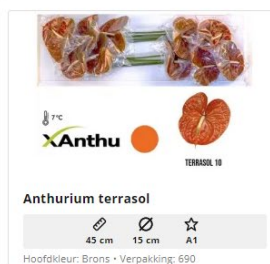 7°C
XAnthu
TERRASOL 10
Anthurium terrasol
45 cm 15 cm A1
Hoofdkleur: Brons • Verpakking: 690